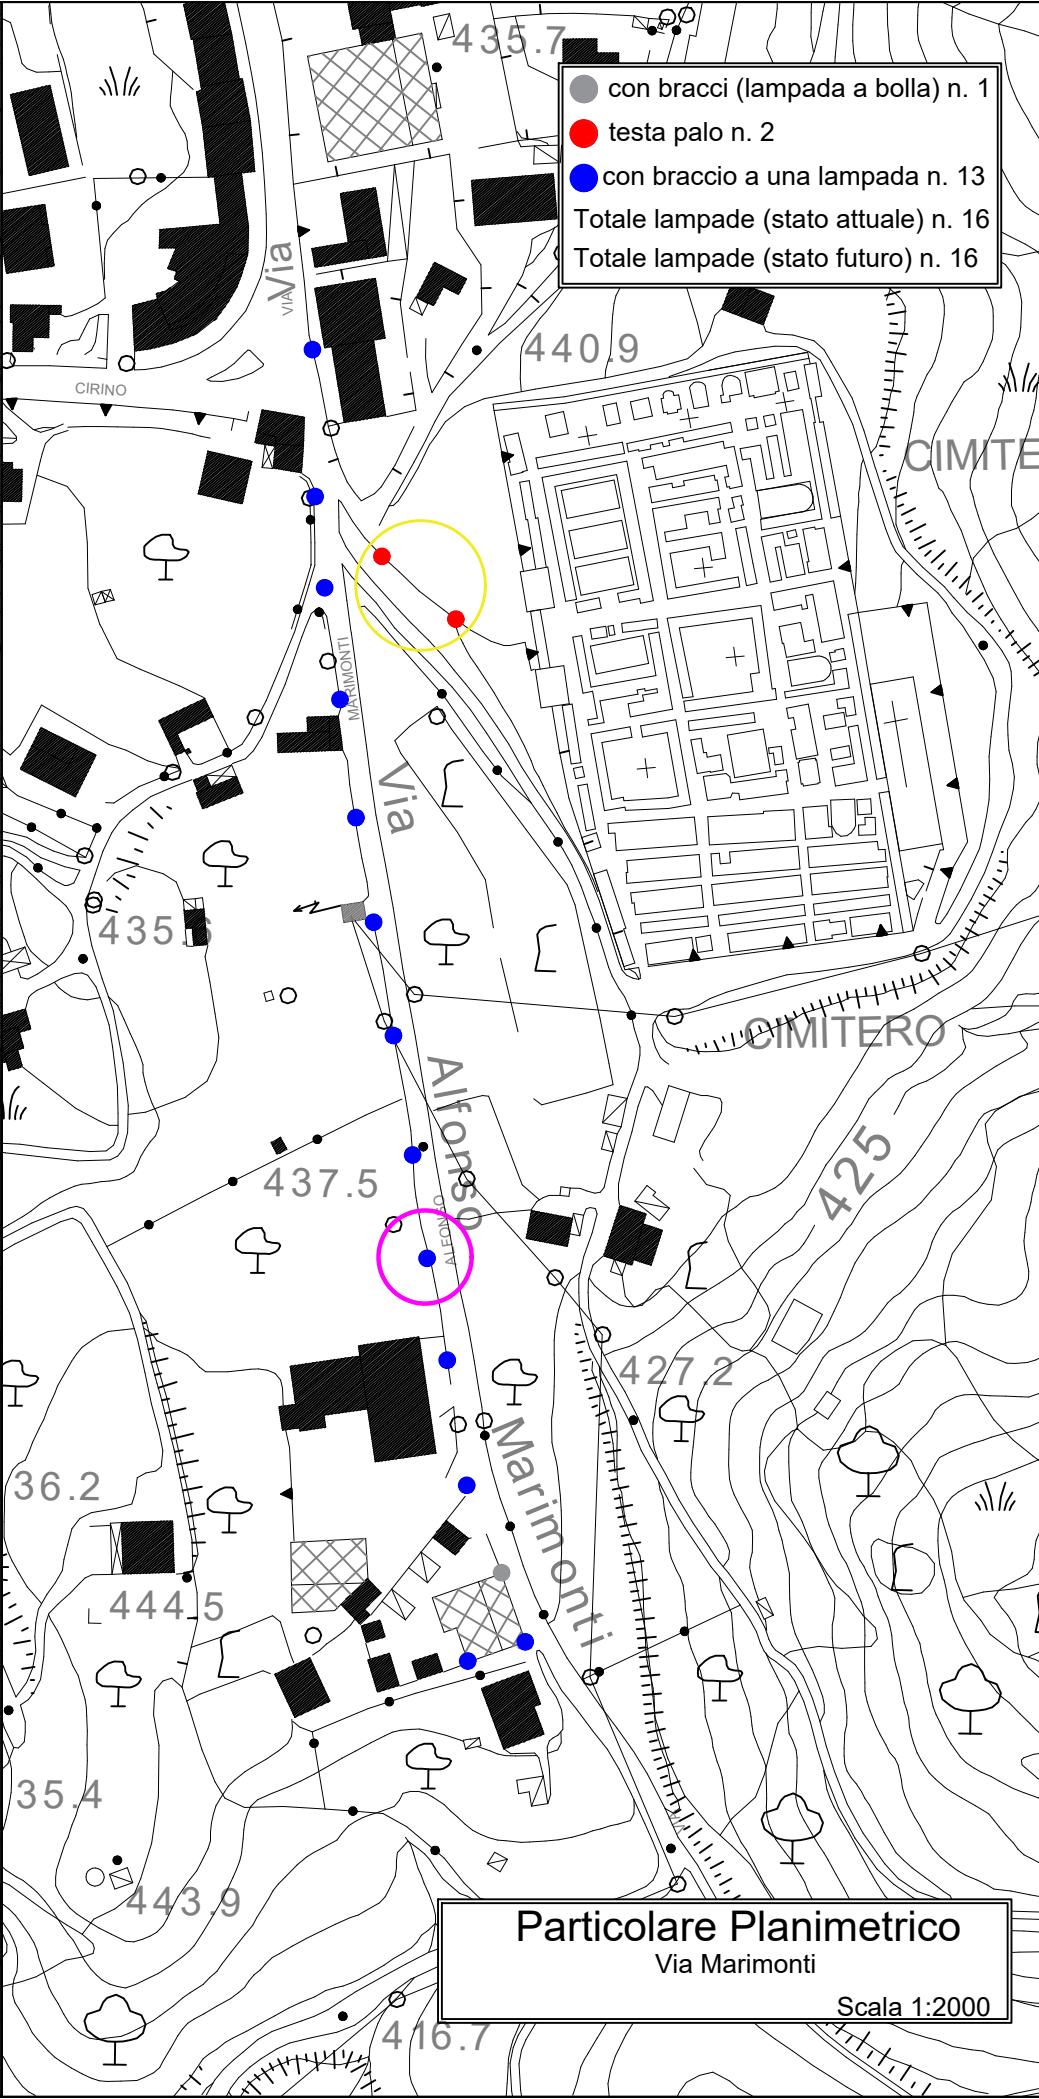 435.7
con bracci (lampada a bolla) n. 1
testa palo n. 2
con braccio a una lampada n. 13
Totale lampade (stato attuale) n. 16
Totale lampade (stato futuro) n. 16
Via
VIA
440.9
CIRINO
CIMITE
MARIMONTI
Via
435.6
CIMITERO
Alfonso
425
437.5
ALFONSO
427.2
Marimonti
36.2
444.5
35.4
VIA
443.9
Particolare Planimetrico
Via Marimonti
Scala 1:2000
416.7